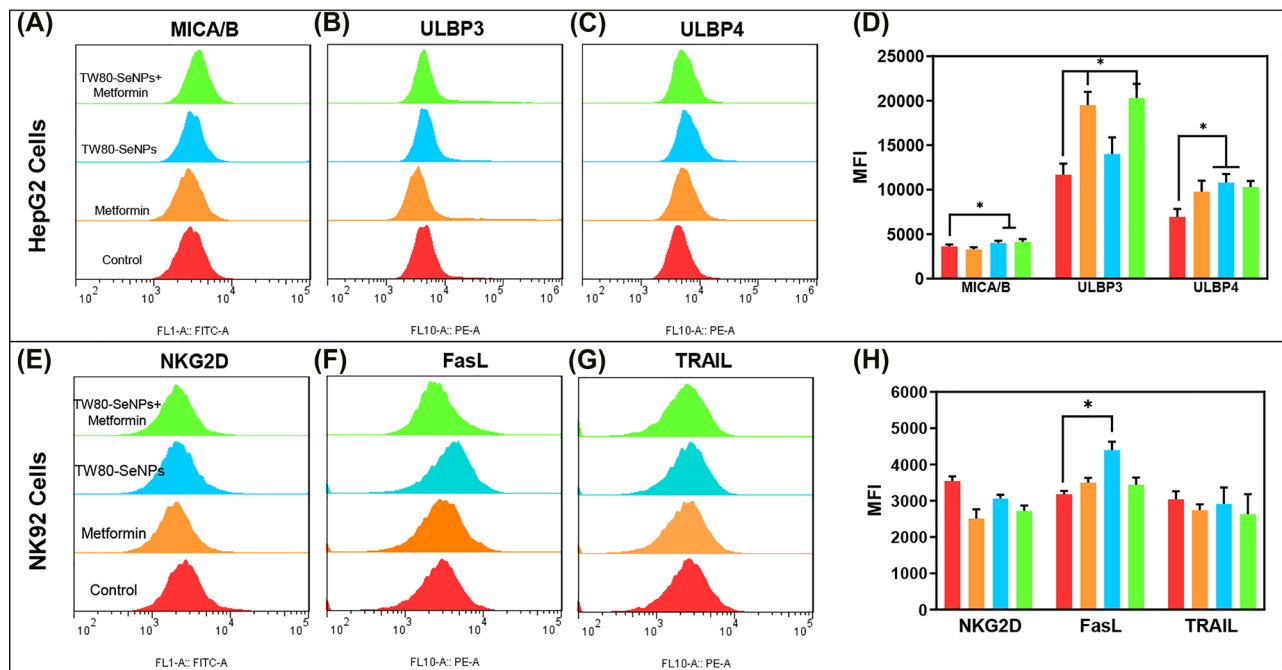 (A)
MICA/B
(B)
ULBP3
(C)
ULBP4
(D)
HepG2 Cells
TW80-SeNPs+
Metformin
TW80-SeNPs
Metformin
Control
10^2 10^3 10^4 10^5
FL1-A:: FITC-A
10^2 10^3 10^4 10^5 10^6
FL10-A:: PE-A
10^2 10^3 10^4 10^5 10^6
FL10-A:: PE-A
MFI
25000
20000
15000
10000
5000
0
*
*
*
MICA/B ULBP3 ULBP4
(E)
NKG2D
(F)
FasL
(G)
TRAIL
(H)
NK92 Cells
TW80-SeNPs+
Metformin
TW80-SeNPs
Metformin
Control
10^2 10^3 10^4 10^5
FL1-A:: FITC-A
10^2 10^3 10^4 10^5
FL10-A:: PE-A
10^2 10^3 10^4 10^5
FL10-A:: PE-A
MFI
6000
5000
4000
3000
2000
1000
0
*
NKG2D FasL TRAIL